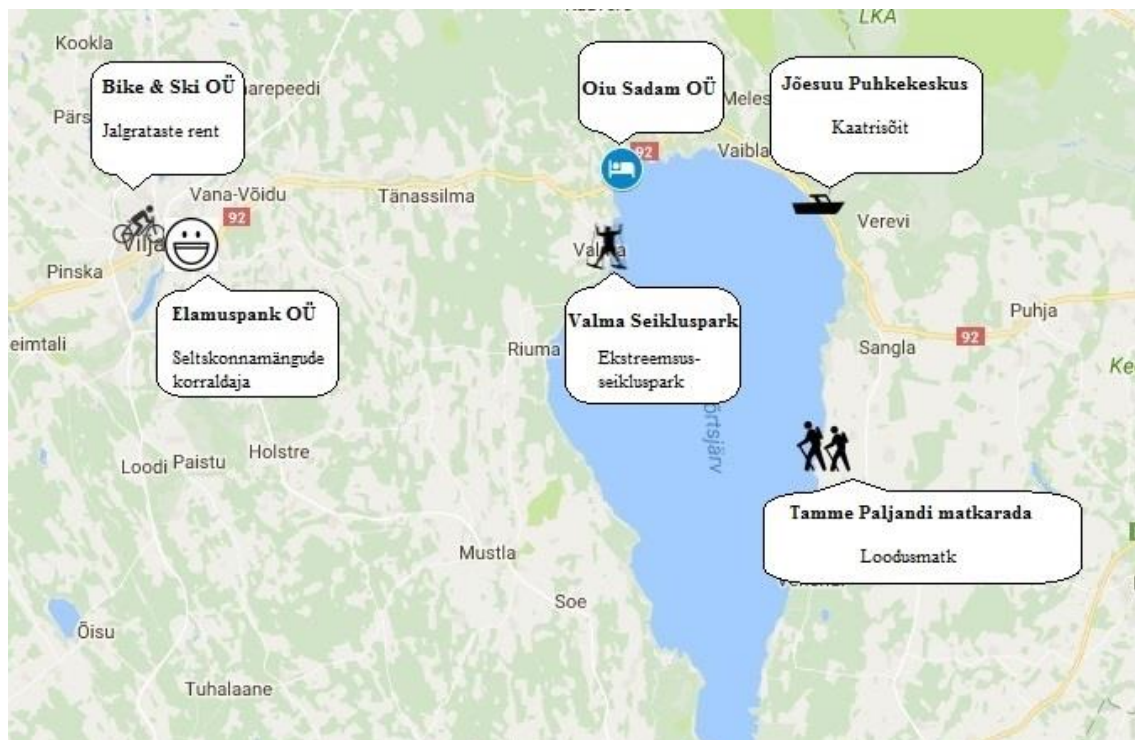 LKA
Kookla
Bike & Ski OÜ
Jalgrataste rent
arepeedi
Pärs
Oiu Sadam OÜ
Meles
Jõesuu Puhkekeskus
Kaatrisõit
92
Vaibla
Vana-Võidu
Tänassilma
92
Vilja
Verevi
Pinska
Valma
Elamuspank OÜ
Seltskonnamängude
korraldaja
Valma Seikluspark
Ekstreemsus-
seikluspark
Puhja
eimtali
Riuma
92
Sangla
Ke
õrtsjärv
Holstre
Loodi
Paistu
Tamme Paljandi matkarada
Loodusmatk
Mustla
Soe
Õisu
Tuhalaane